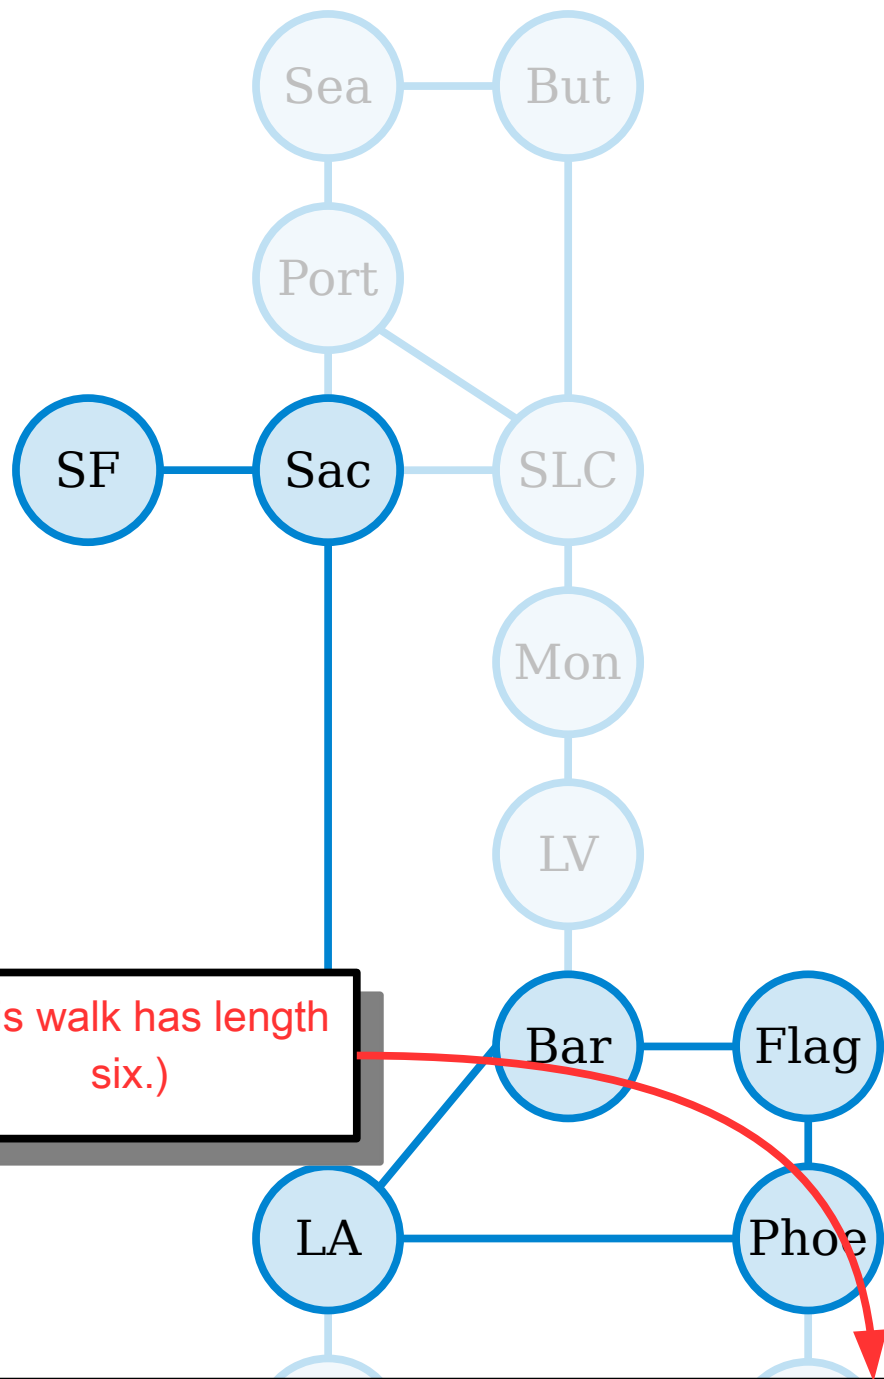 Sea But
Port
SF Sac SLC
Mon
LV
s walk has length
six.)
Bar Flag
LA Phoe